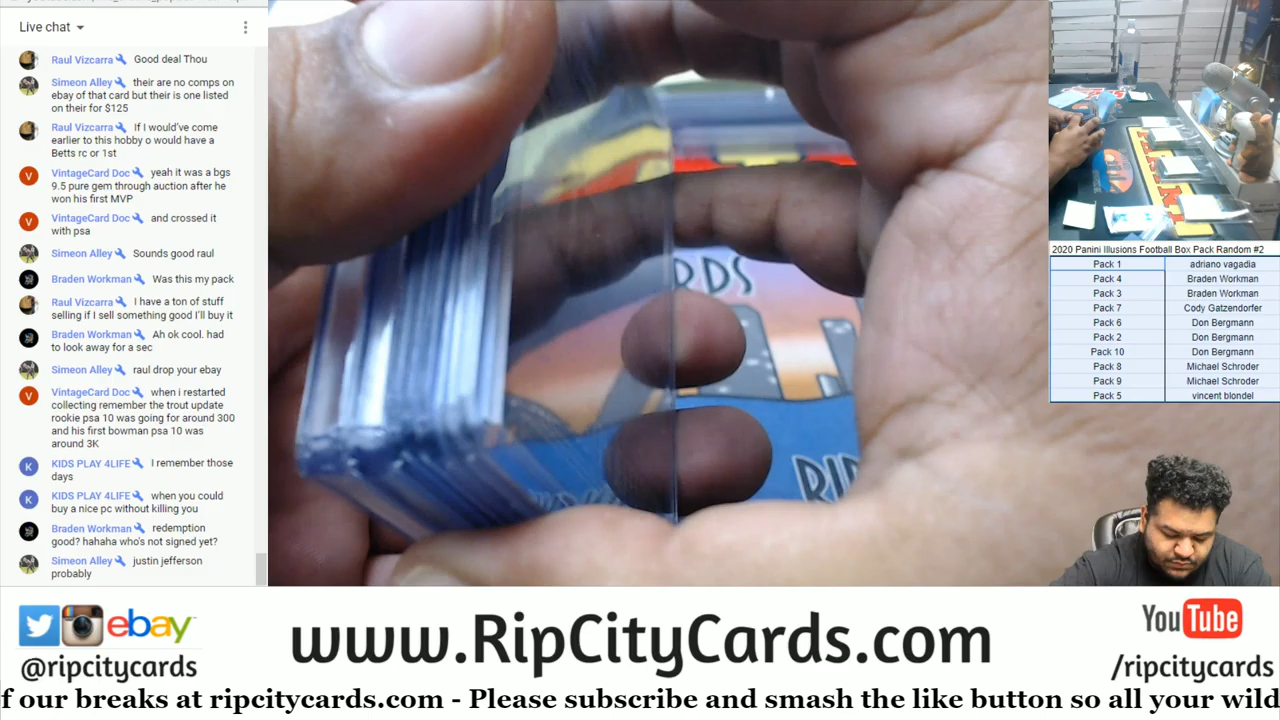 Live chat
Raul Vizcarra Good deal Thou
Simeon Alley their are no comps on
ebay of that card but their is one listed
on their for $125
Raul Vizcarra If I would've come
earlier to this hobby o would have a
Betts rc or 1st
VintageCard Doc yeah it was a bgs
9.5 pure gem through auction after he
won his first MVP
VintageCard Doc and crossed it
with psa
Simeon Alley Sounds good raul
Braden Workman Was this my pack
Raul Vizcarra I have a ton of stuff
selling if I sell something good I'll buy it
Braden Workman Ah ok cool. had
to look away for a sec
Simeon Alley raul drop your ebay
V
VintageCard Doc when i restarted
collecting remember the trout update
rookie psa 10 was going for around 300
and his first bowman psa 10 was
around 3K
K
KIDS PLAY 4LIFE I remember those
days
K
KIDS PLAY 4LIFE when you could
buy a nice pc without killing you
Braden Workman redemption
good? hahaha who's not signed yet?
Simeon Alley justin jefferson
probably
RDS
RIP
PANINI
2020 Panini Illusions Football Box Pack Random #2
Pack 1 adriano vagadia
Pack 4 Braden Workman
Pack 3 Braden Workman
Pack 7 Cody Gatzendorfer
Pack 6 Don Bergmann
Pack 2 Don Bergmann
Pack 10 Don Bergmann
Pack 8 Michael Schroder
Pack 9 Michael Schroder
Pack 5 vincent blondel
ebay
@ripcitycards
www.RipCityCards.com
YouTube
/ripcitycards
f our breaks at ripcitycards.com - Please subscribe and smash the like button so all your wild